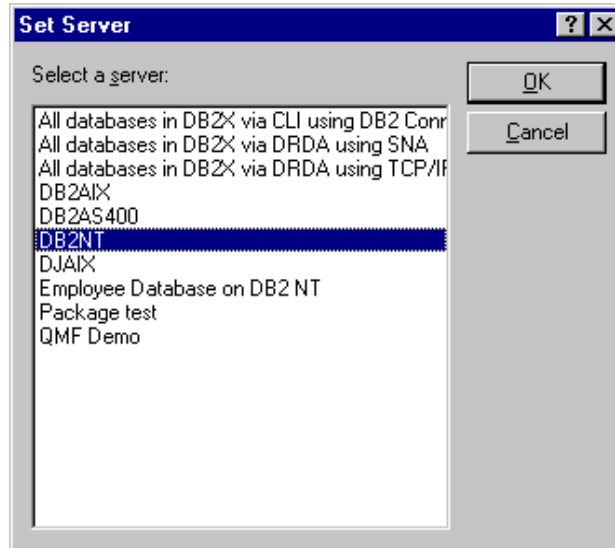 Set Server
Select a server:
OK
Cancel
All databases in DB2X via CLI using DB2 Conn
All databases in DB2X via DRDA using SNA
All databases in DB2X via DRDA using TCP/IP
DB2AIX
DB2AS400
DB2NT
DJAIX
Employee Database on DB2 NT
Package test
QMF Demo